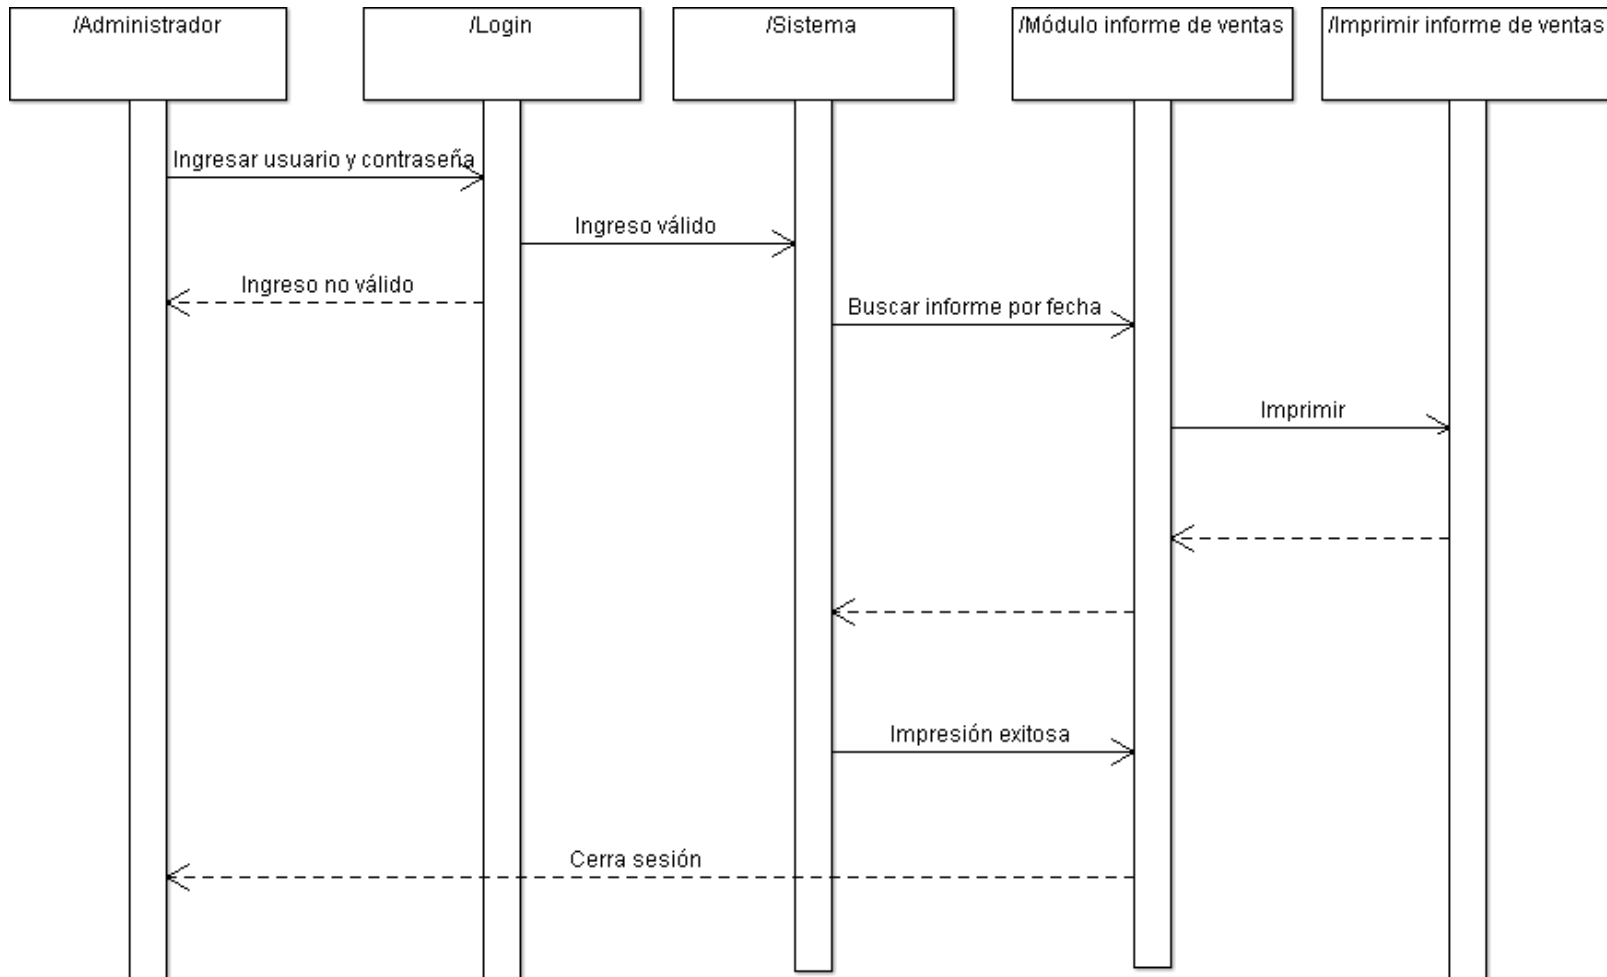 /Administrador
/Login
/Sistema
/Módulo informe de ventas
/Imprimir informe de ventas
Ingresar usuario y contraseña
Ingreso válido
Ingreso no válido
Buscar informe por fecha
Imprimir
Impresión exitosa
Cerra sesión